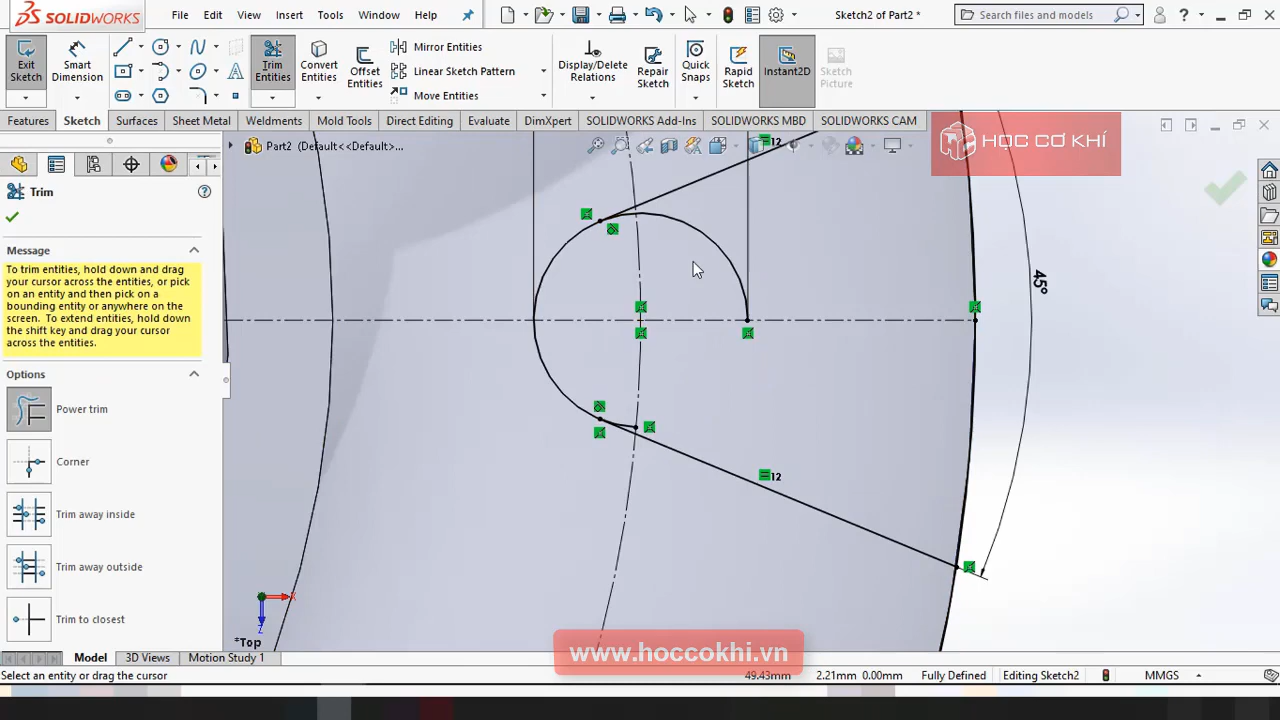 SOLIDWORKS
File
Edit
View
Insert
Tools
Window
Help
Sketch2 of Part2 *
Search files and models
Exit Sketch
Smart Dimension
Trim Entities
Convert Entities
Offset Entities
Mirror Entities
Linear Sketch Pattern
Move Entities
Display/Delete Relations
Repair Sketch
Quick Snaps
Rapid Sketch
Instant2D
Sketch Picture
Features
Sketch
Surfaces
Sheet Metal
Weldments
Mold Tools
Direct Editing
Evaluate
DimXpert
SOLIDWORKS Add-Ins
SOLIDWORKS MBD
SOLIDWORKS CAM
HỌC CƠ KHÍ
Part2 (Default<Default>...
Trim
Message
To trim entities, hold down and drag
your cursor across the entities, or pick
on an entity and then pick on a
bounding entity or anywhere on the
screen. To extend entities, hold down
the shift key and drag your cursor
across the entities.
Options
Power trim
Corner
Trim away inside
Trim away outside
Trim to closest
12
45°
12
X
Z
*Top
www.hoccokhi.vn
Model
3D Views
Motion Study 1
Select an entity or drag the cursor
49.43mm
2.21mm 0.00mm
Fully Defined
Editing Sketch2
MMGS